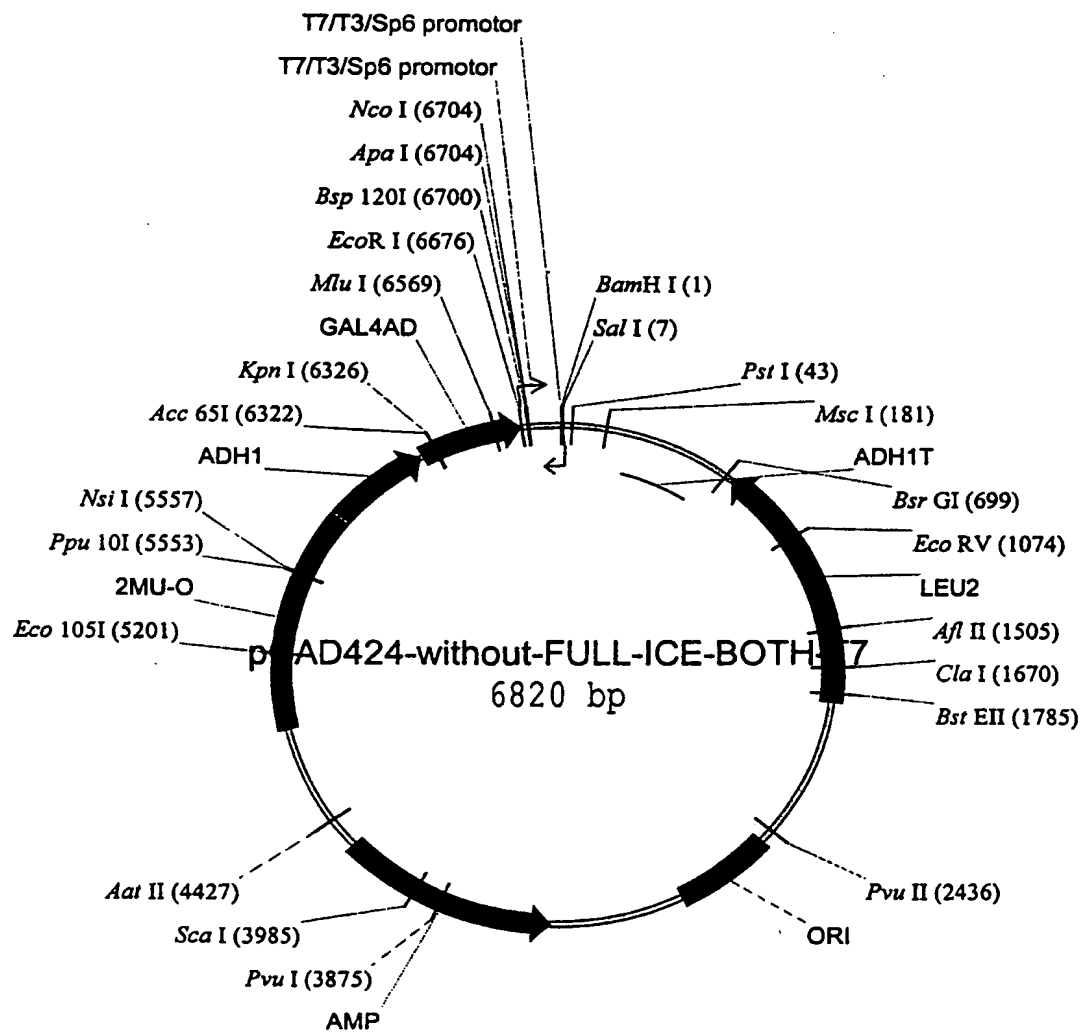 T7/T3/Sp6 promotor
T7/T3/Sp6 promotor
Nco I (6704)
Apa I (6704)
Bsp 120I (6700)
EcoR I (6676)
Mlu I (6569)
GAL4AD
Kpn I (6326)
Acc 65I (6322)
ADH1
Nsi I (5557)
Ppu 10I (5553)
2MU-O
Eco 105I (5201)
BamH I (1)
Sal I (7)
Pst I (43)
Msc I (181)
ADH1T
Bsr GI (699)
Eco RV (1074)
LEU2
Afl II (1505)
Cla I (1670)
Bst EII (1785)
AD424-without-FULL-ICE-BOTH-T7
6820 bp
Aat II (4427)
Sca I (3985)
Pvu I (3875)
AMP
Pvu II (2436)
ORI